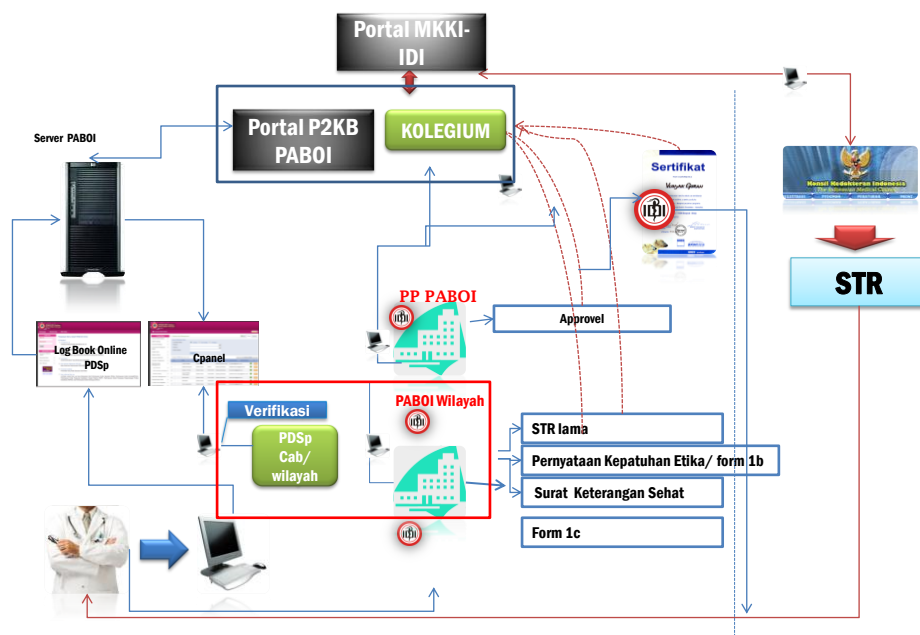 Portal MKKI-
IDI
Portal P2KB
PABOI
KOLEGIUM
Server PABOI
Sertifikat
Konsil Kedokteran Indonesia
STR
PP PABOI
Approvel
Log Book Online
PDSp
Cpanel
Verifikasi
PDSp
Cab/
wilayah
PABOI Wilayah
STR lama
Pernyataan Kepatuhan Etika/ form 1b
Surat Keterangan Sehat
Form 1c